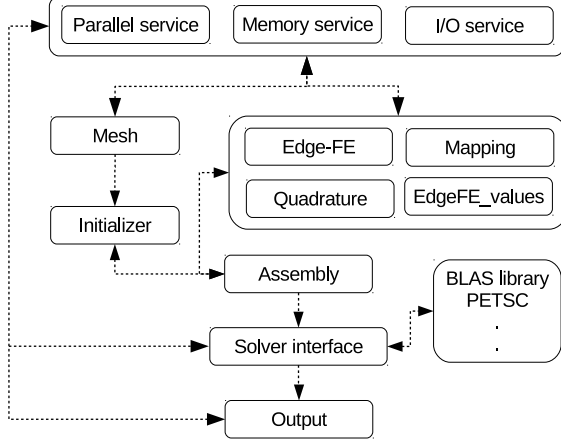 Parallel service
Memory service
I/O service
Mesh
Edge-FE
Mapping
Quadrature
EdgeFE_values
Initializer
Assembly
BLAS library
PETSC
.
.
Solver interface
Output